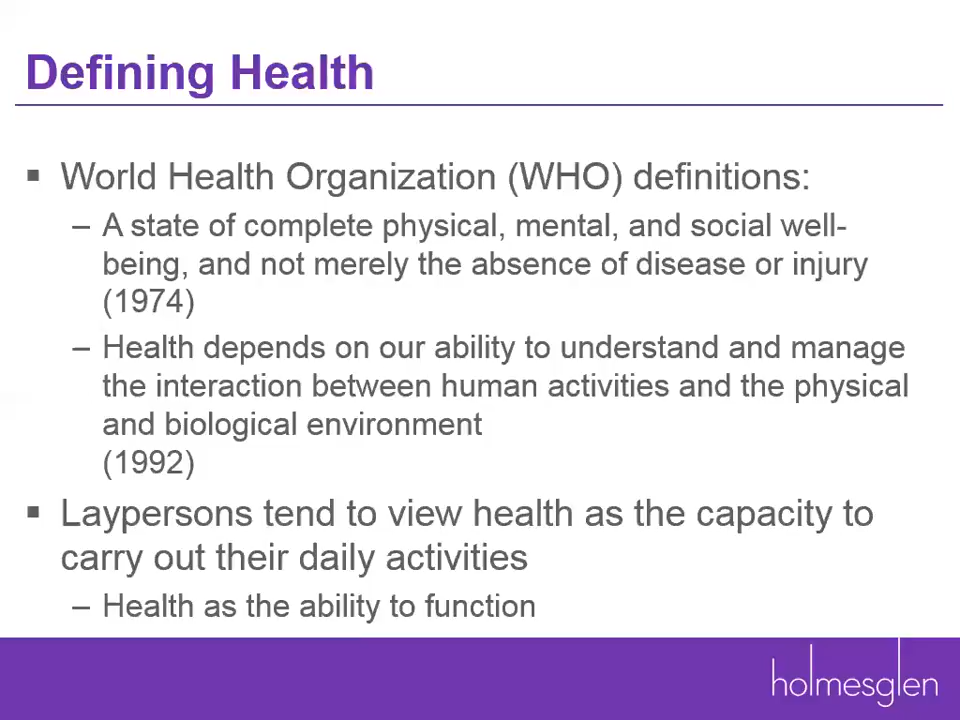 Defining Health
▪ World Health Organization (WHO) definitions:
– A state of complete physical, mental, and social well-
being, and not merely the absence of disease or injury
(1974)
– Health depends on our ability to understand and manage
the interaction between human activities and the physical
and biological environment
(1992)
▪ Laypersons tend to view health as the capacity to
carry out their daily activities
– Health as the ability to function
holmesglen